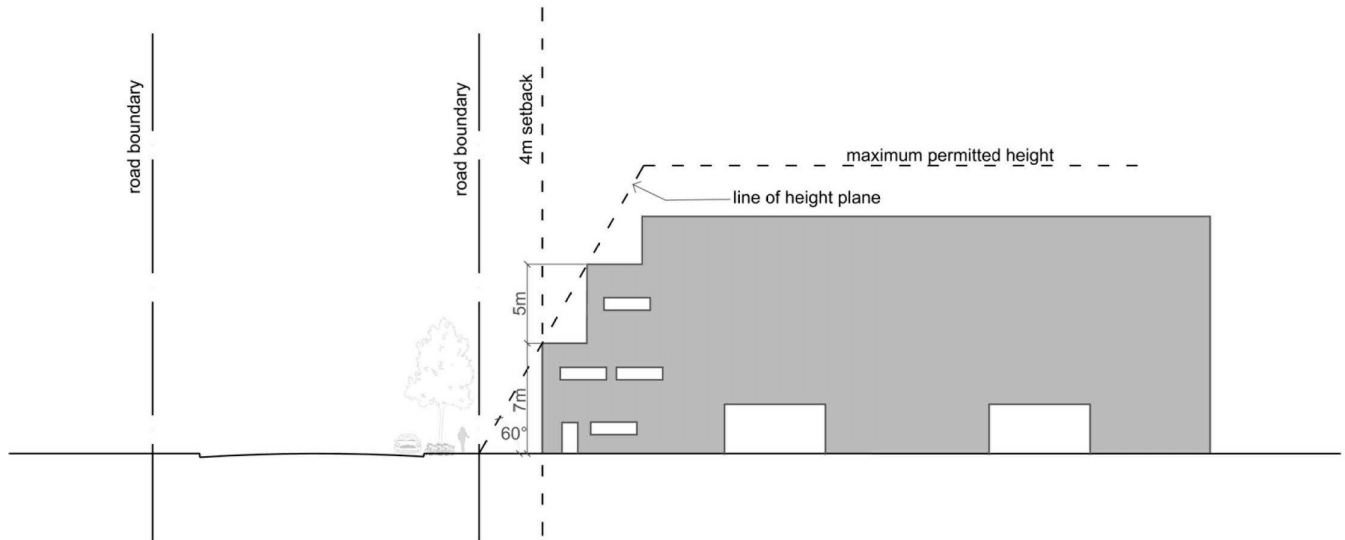 road boundary
road boundary
4m setback
maximum permitted height
line of height plane
5m
7m
60°